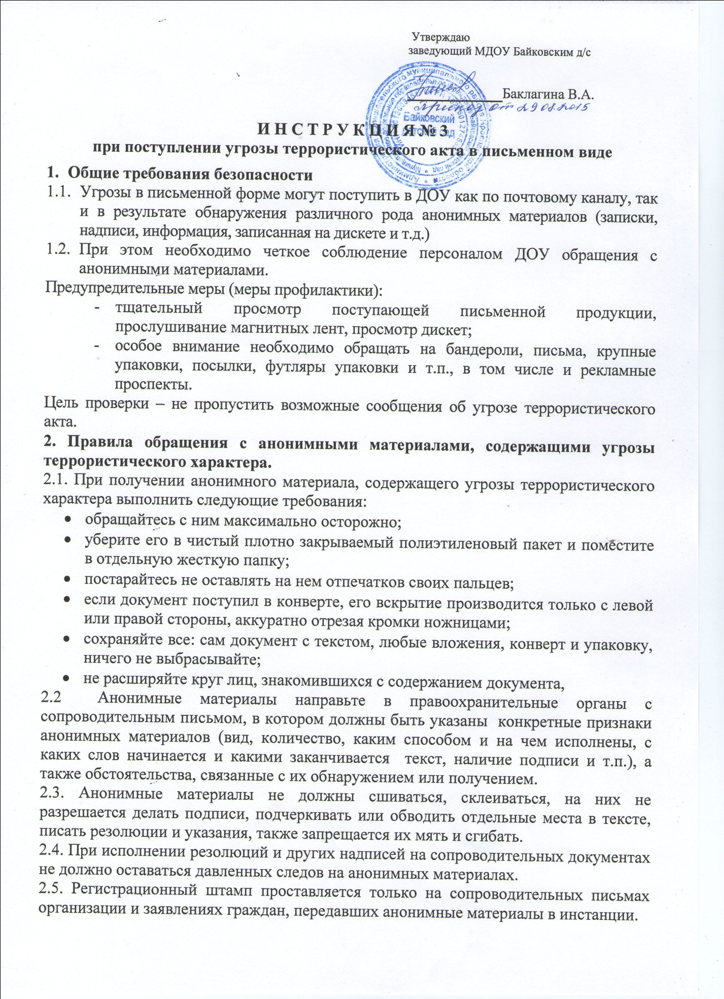 Утверждаю
заведующий МДОУ Байковским д/с
Баклагина В.А.
Приказ от 29.08.2015
Байковский
детский сад
И Н С Т Р У К Ц И Я № 3
при поступлении угрозы террористического акта в письменном виде
1. Общие требования безопасности
1.1. Угрозы в письменной форме могут поступить в ДОУ как по почтовому каналу, так
и в результате обнаружения различного рода анонимных материалов (записки,
надписи, информация, записанная на дискете и т.д.)
1.2. При этом необходимо четкое соблюдение персоналом ДОУ обращения с
анонимными материалами.
Предупредительные меры (меры профилактики):
- тщательный просмотр поступающей письменной продукции,
прослушивание магнитных лент, просмотр дискет;
- особое внимание необходимо обращать на бандероли, письма, крупные
упаковки, посылки, футляры упаковки и т.п., в том числе и рекламные
проспекты.
Цель проверки – не пропустить возможные сообщения об угрозе террористического
акта.
2. Правила обращения с анонимными материалами, содержащими угрозы
террористического характера.
2.1. При получении анонимного материала, содержащего угрозы террористического
характера выполнить следующие требования:
• обращайтесь с ним максимально осторожно;
• уберите его в чистый плотно закрываемый полиэтиленовый пакет и поместите
в отдельную жесткую папку;
• постарайтесь не оставлять на нем отпечатков своих пальцев;
• если документ поступил в конверте, его вскрытие производится только с левой
или правой стороны, аккуратно отрезая кромки ножницами;
• сохраняйте все: сам документ с текстом, любые вложения, конверт и упаковку,
ничего не выбрасывайте;
• не расширяйте круг лиц, знакомившихся с содержанием документа,
2.2 Анонимные материалы направьте в правоохранительные органы с
сопроводительным письмом, в котором должны быть указаны конкретные признаки
анонимных материалов (вид, количество, каким способом и на чем исполнены, с
каких слов начинается и какими заканчивается текст, наличие подписи и т.п.), а
также обстоятельства, связанные с их обнаружением или получением.
2.3. Анонимные материалы не должны сшиваться, склеиваться, на них не
разрешается делать подписи, подчеркивать или обводить отдельные места в тексте,
писать резолюции и указания, также запрещается их мять и сгибать.
2.4. При исполнении резолюций и других надписей на сопроводительных документах
не должно оставаться давленных следов на анонимных материалах.
2.5. Регистрационный штамп проставляется только на сопроводительных письмах
организации и заявлениях граждан, передавших анонимные материалы в инстанции.